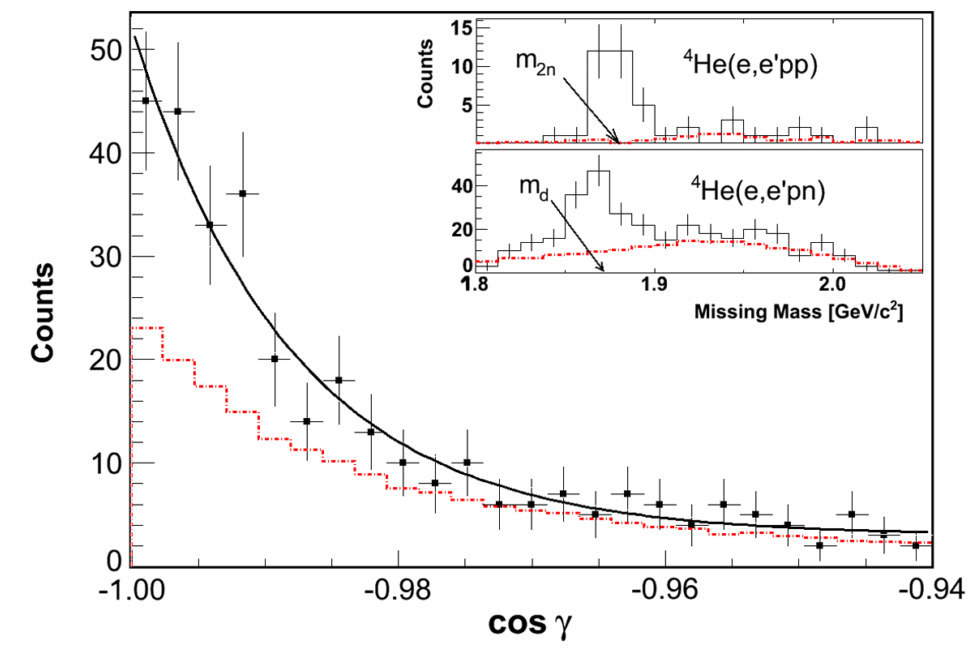 50
40
30
20
10
0
Counts
-1.00
-0.98
-0.96
-0.94
cos γ
15
10
5
Counts
m2n
⁴He(e,e'pp)
40
20
0
md
⁴He(e,e'pn)
1.8
1.9
2.0
Missing Mass [GeV/c²]